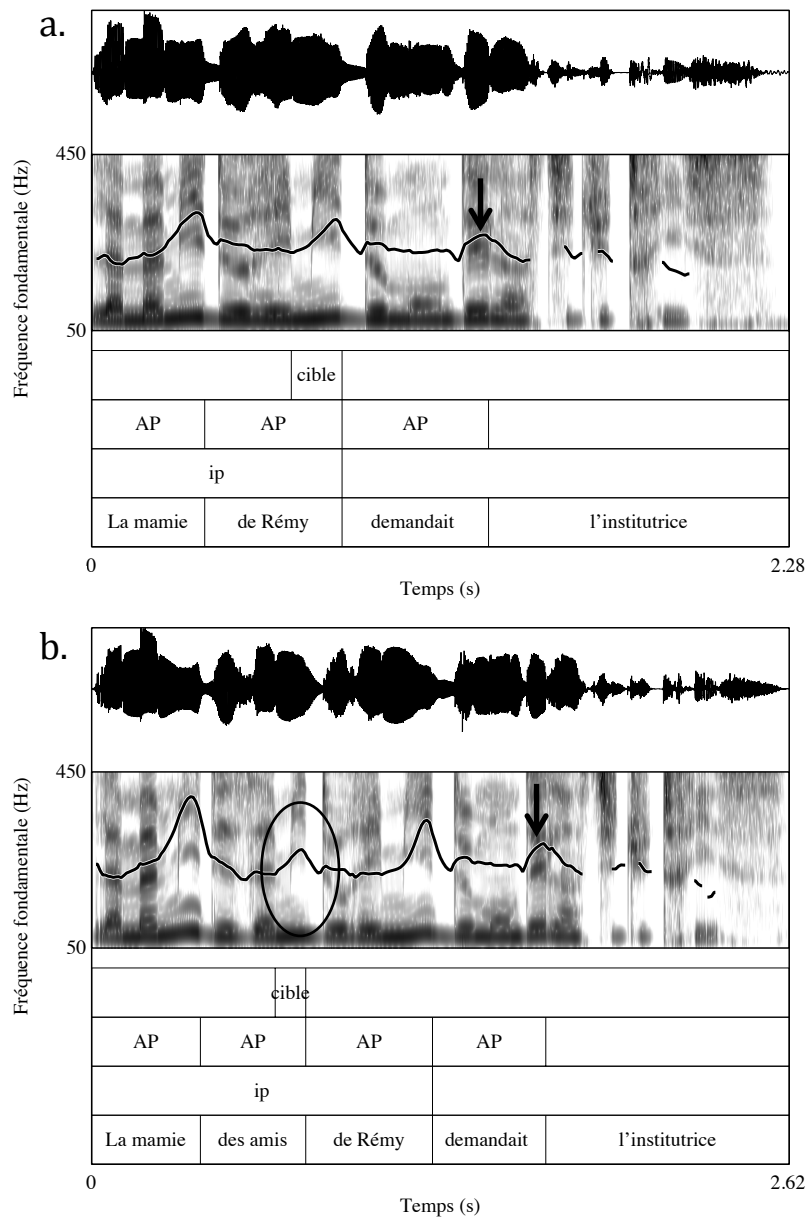 a.
450
Fréquence fondamentale (Hz)
50
cible
AP AP AP
ip
La mamie de Rémy demandait l’institutrice
0 2.28
Temps (s)
b.
450
Fréquence fondamentale (Hz)
50
cible
AP AP AP AP
ip
La mamie des amis de Rémy demandait l’institutrice
0 2.62
Temps (s)